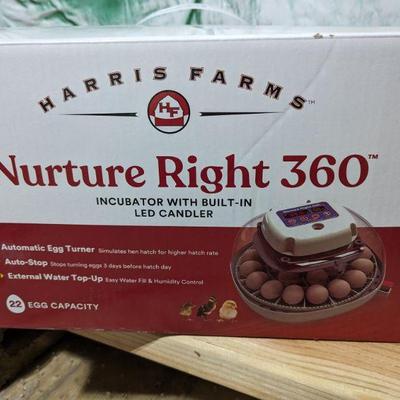 HARRIS FARMS™
HF
Nurture Right 360™
INCUBATOR WITH BUILT-IN
LED CANDLER
Automatic Egg Turner Simulates hen hatch for higher hatch rate
Auto-Stop Stops turning eggs 3 days before hatch day
External Water Top-Up Easy Water Fill & Humidity Control
22 EGG CAPACITY